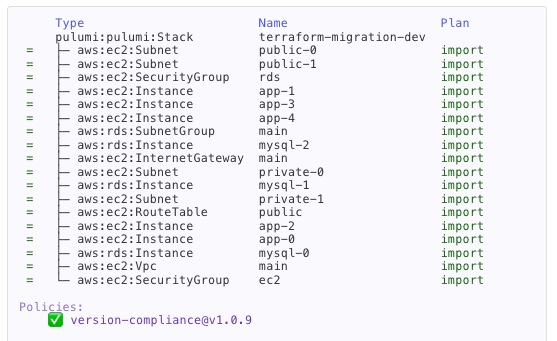 Type Name Plan
pulumi:pulumi:Stack terraform-migration-dev
= ├─ aws:ec2:Subnet public-0 import
= ├─ aws:ec2:Subnet public-1 import
= ├─ aws:ec2:SecurityGroup rds import
= ├─ aws:ec2:Instance app-1 import
= ├─ aws:ec2:Instance app-3 import
= ├─ aws:ec2:Instance app-4 import
= ├─ aws:rds:SubnetGroup main import
= ├─ aws:rds:Instance mysql-2 import
= ├─ aws:ec2:InternetGateway main import
= ├─ aws:ec2:Subnet private-0 import
= ├─ aws:rds:Instance mysql-1 import
= ├─ aws:ec2:Subnet private-1 import
= ├─ aws:ec2:RouteTable public import
= ├─ aws:ec2:Instance app-2 import
= ├─ aws:ec2:Instance app-0 import
= ├─ aws:rds:Instance mysql-0 import
= ├─ aws:ec2:Vpc main import
= └─ aws:ec2:SecurityGroup ec2 import
Policies:
✅ version-compliance@v1.0.9